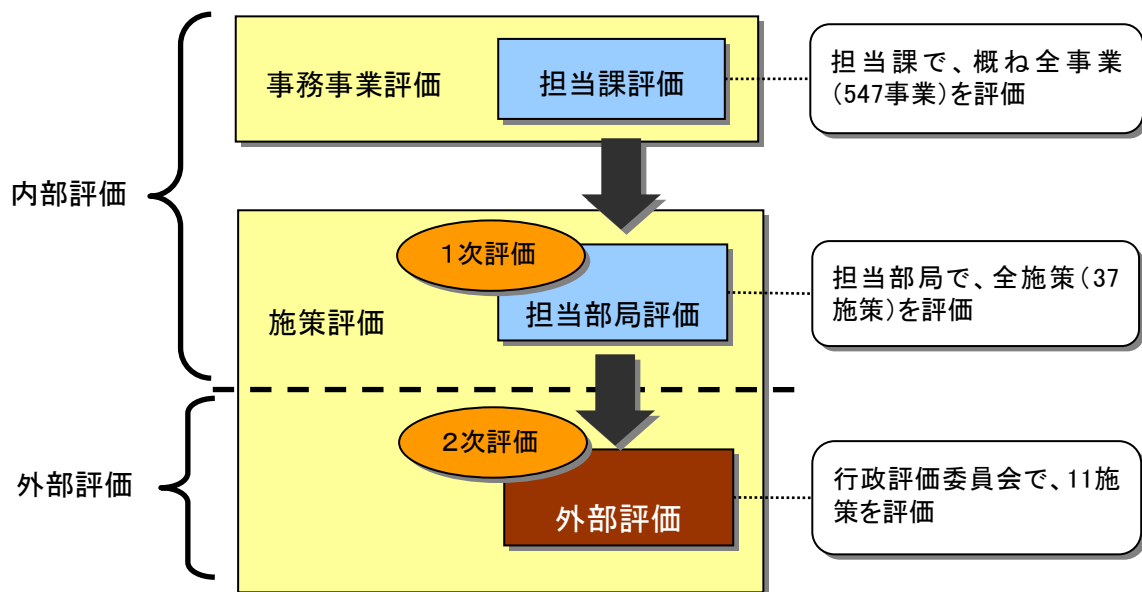 内部評価
事務事業評価
担当課評価
担当課で、概ね全事業
(547事業)を評価
施策評価
1次評価
担当部局評価
担当部局で、全施策(37
施策)を評価
外部評価
2次評価
外部評価
行政評価委員会で、11施
策を評価